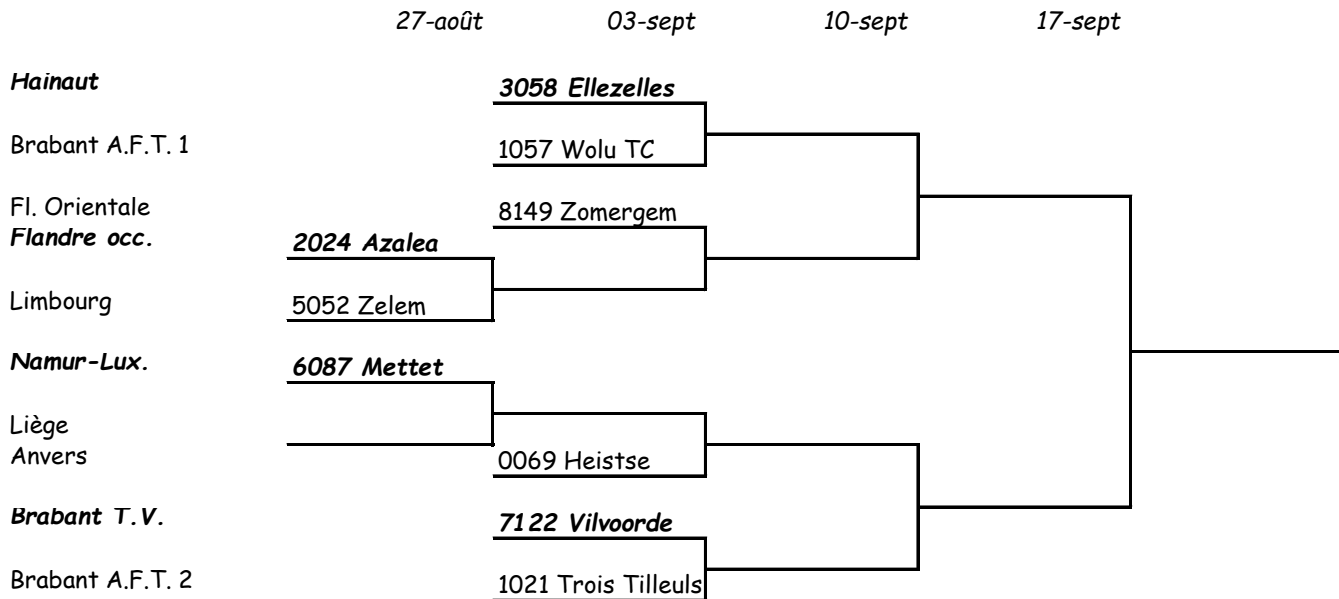 27-août 03-sept 10-sept 17-sept
Hainaut 3058 Ellezelles
Brabant A.F.T. 1 1057 Wolu TC
Fl. Orientale 8149 Zomergem
Flandre occ. 2024 Azalea
Limbourg 5052 Zelem
Namur-Lux. 6087 Mettet
Liège
Anvers 0069 Heistse
Brabant T.V. 7122 Vilvoorde
Brabant A.F.T. 2 1021 Trois Tilleuls